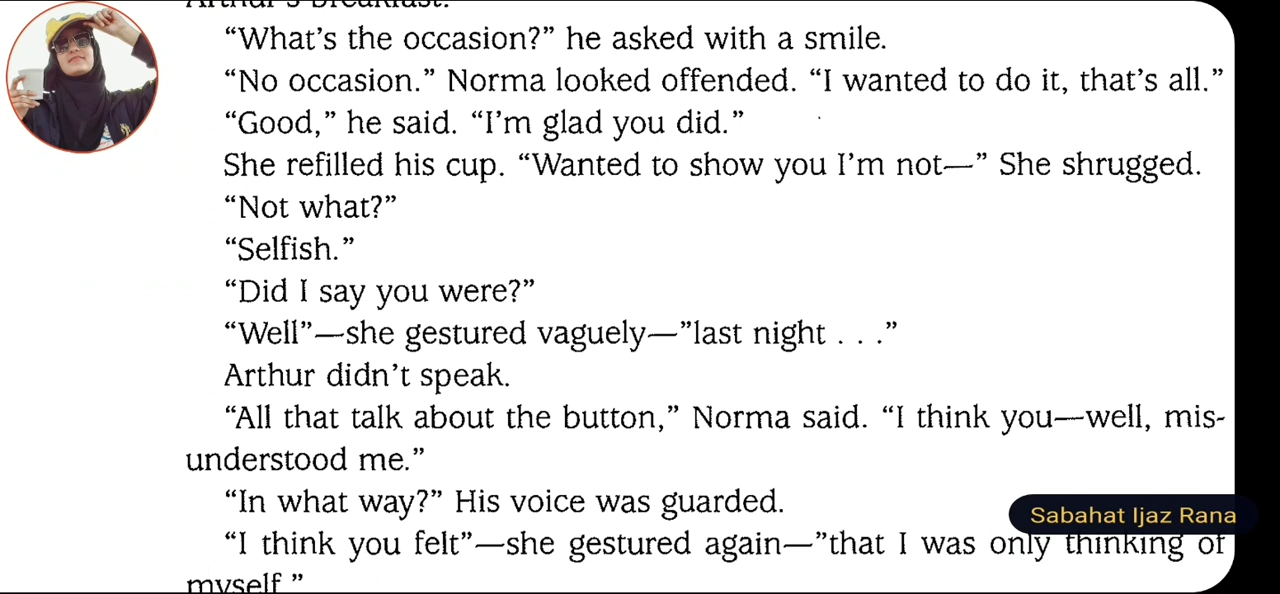 Arthur's breakfast.
“What’s the occasion?” he asked with a smile.
“No occasion.” Norma looked offended. “I wanted to do it, that’s all.”
“Good,” he said. “I’m glad you did.”
She refilled his cup. “Wanted to show you I’m not—” She shrugged.
“Not what?”
“Selfish.”
“Did I say you were?”
“Well”—she gestured vaguely—”last night . . .”
Arthur didn’t speak.
“All that talk about the button,” Norma said. “I think you—well, mis-
understood me.”
“In what way?” His voice was guarded.
Sabahat Ijaz Rana
“I think you felt”—she gestured again—”that I was only thinking of
myself ”